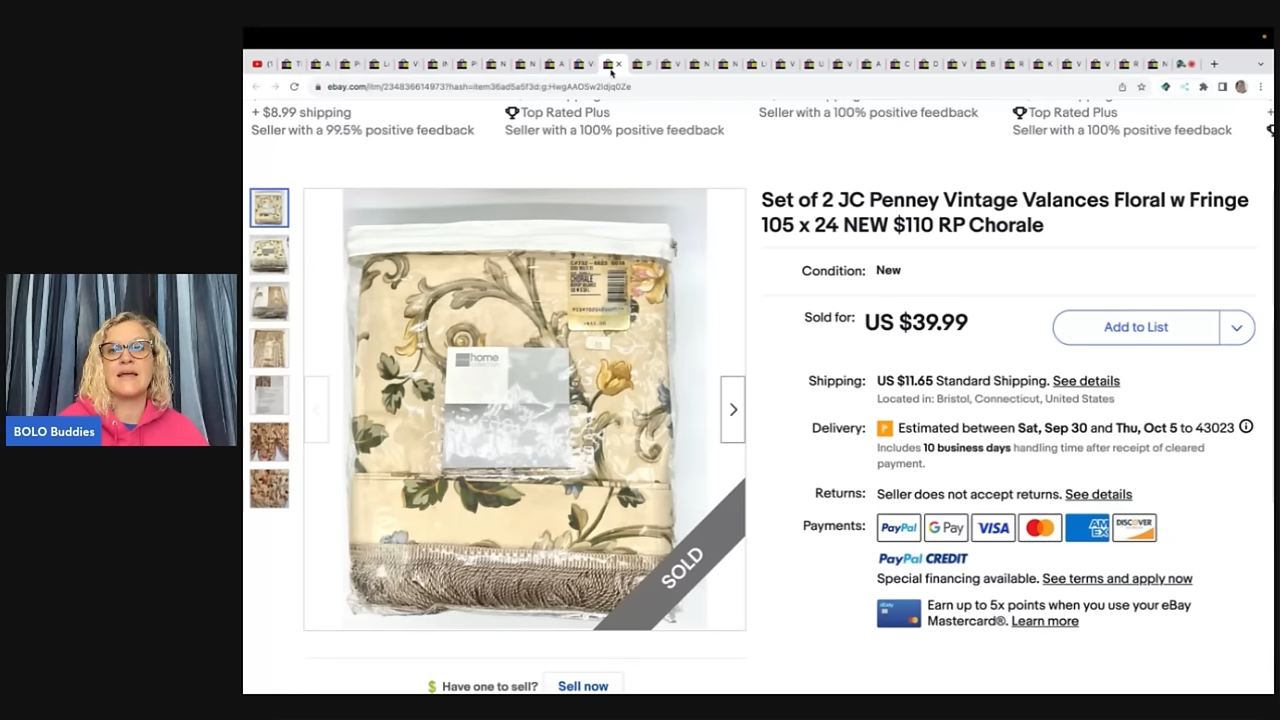 ebay.com/itm/234836614973?hash=item36ad5a5f3d:g:HwgAAOSw2ldjq0Ze
+ $8.99 shipping
Top Rated Plus
Top Rated Plus
Seller with a 99.5% positive feedback
Seller with a 100% positive feedback
Seller with a 100% positive feedback
Seller with a 100% positive feedback
Set of 2 JC Penney Vintage Valances Floral w Fringe
105 x 24 NEW $110 RP Chorale
Condition: New
Sold for: US $39.99
Add to List
Shipping: US $11.65 Standard Shipping. See details
Located in: Bristol, Connecticut, United States
Delivery: Estimated between Sat, Sep 30 and Thu, Oct 5 to 43023
Includes 10 business days handling time after receipt of cleared
payment.
Returns: Seller does not accept returns. See details
Payments: PayPal G Pay VISA AM EX DISCOVER
PayPal CREDIT
Special financing available. See terms and apply now
Earn up to 5x points when you use your eBay
Mastercard®. Learn more
CHORALE
home
SOLD
Have one to sell? Sell now
BOLO Buddies